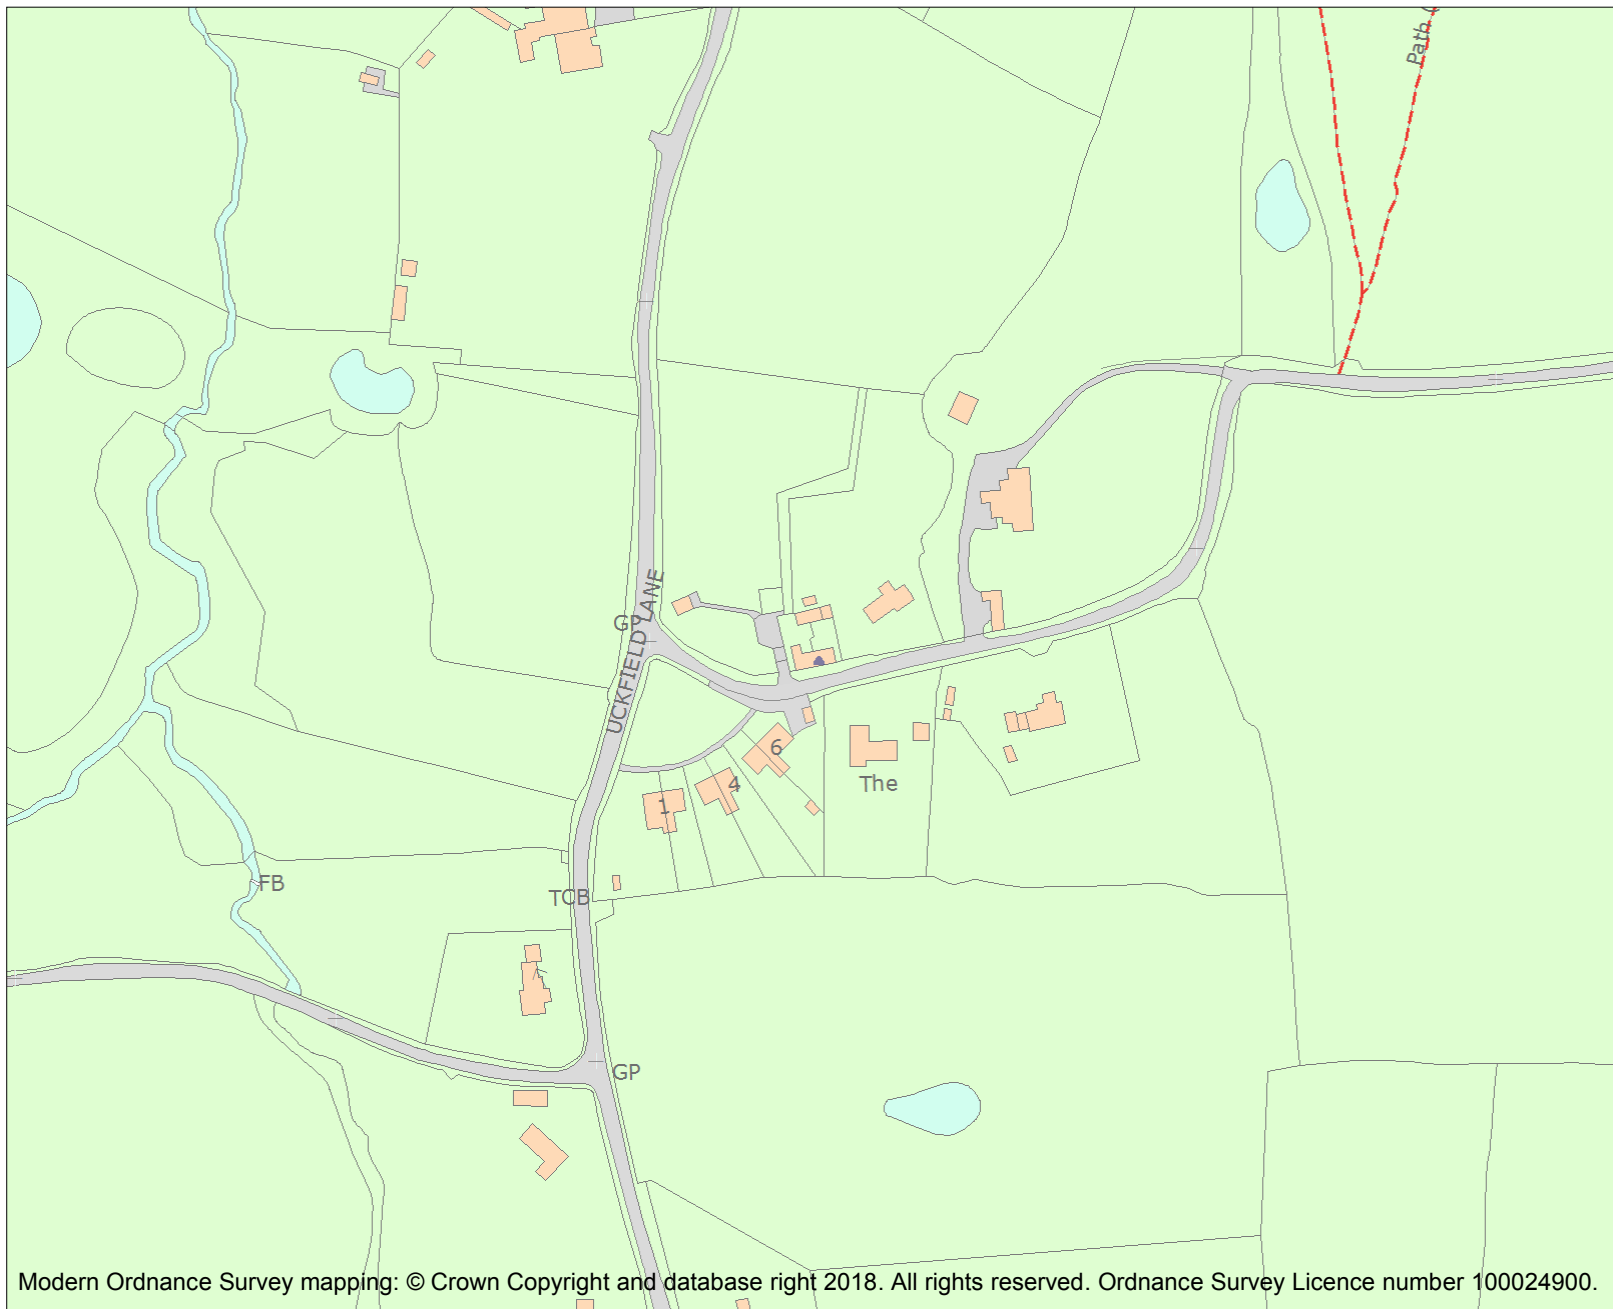 Path
UCKFIELD LANE
GP
6
4
1
The
FB
TCB
GP
Modern Ordnance Survey mapping: © Crown Copyright and database right 2018. All rights reserved. Ordnance Survey Licence number 100024900.